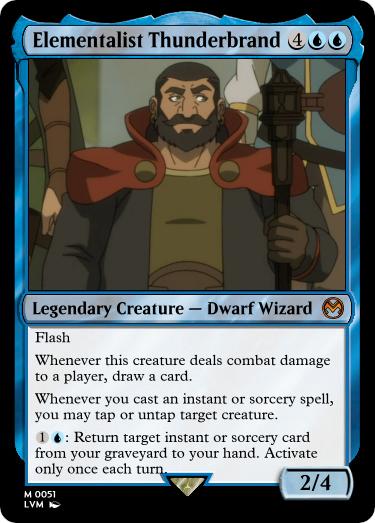 Elementalist Thunderbrand 4UU
Legendary Creature — Dwarf Wizard
Flash
Whenever this creature deals combat damage
to a player, draw a card.
Whenever you cast an instant or sorcery spell,
you may tap or untap target creature.
1U: Return target instant or sorcery card
from your graveyard to your hand. Activate
only once each turn.
2/4
M 0051
LVM